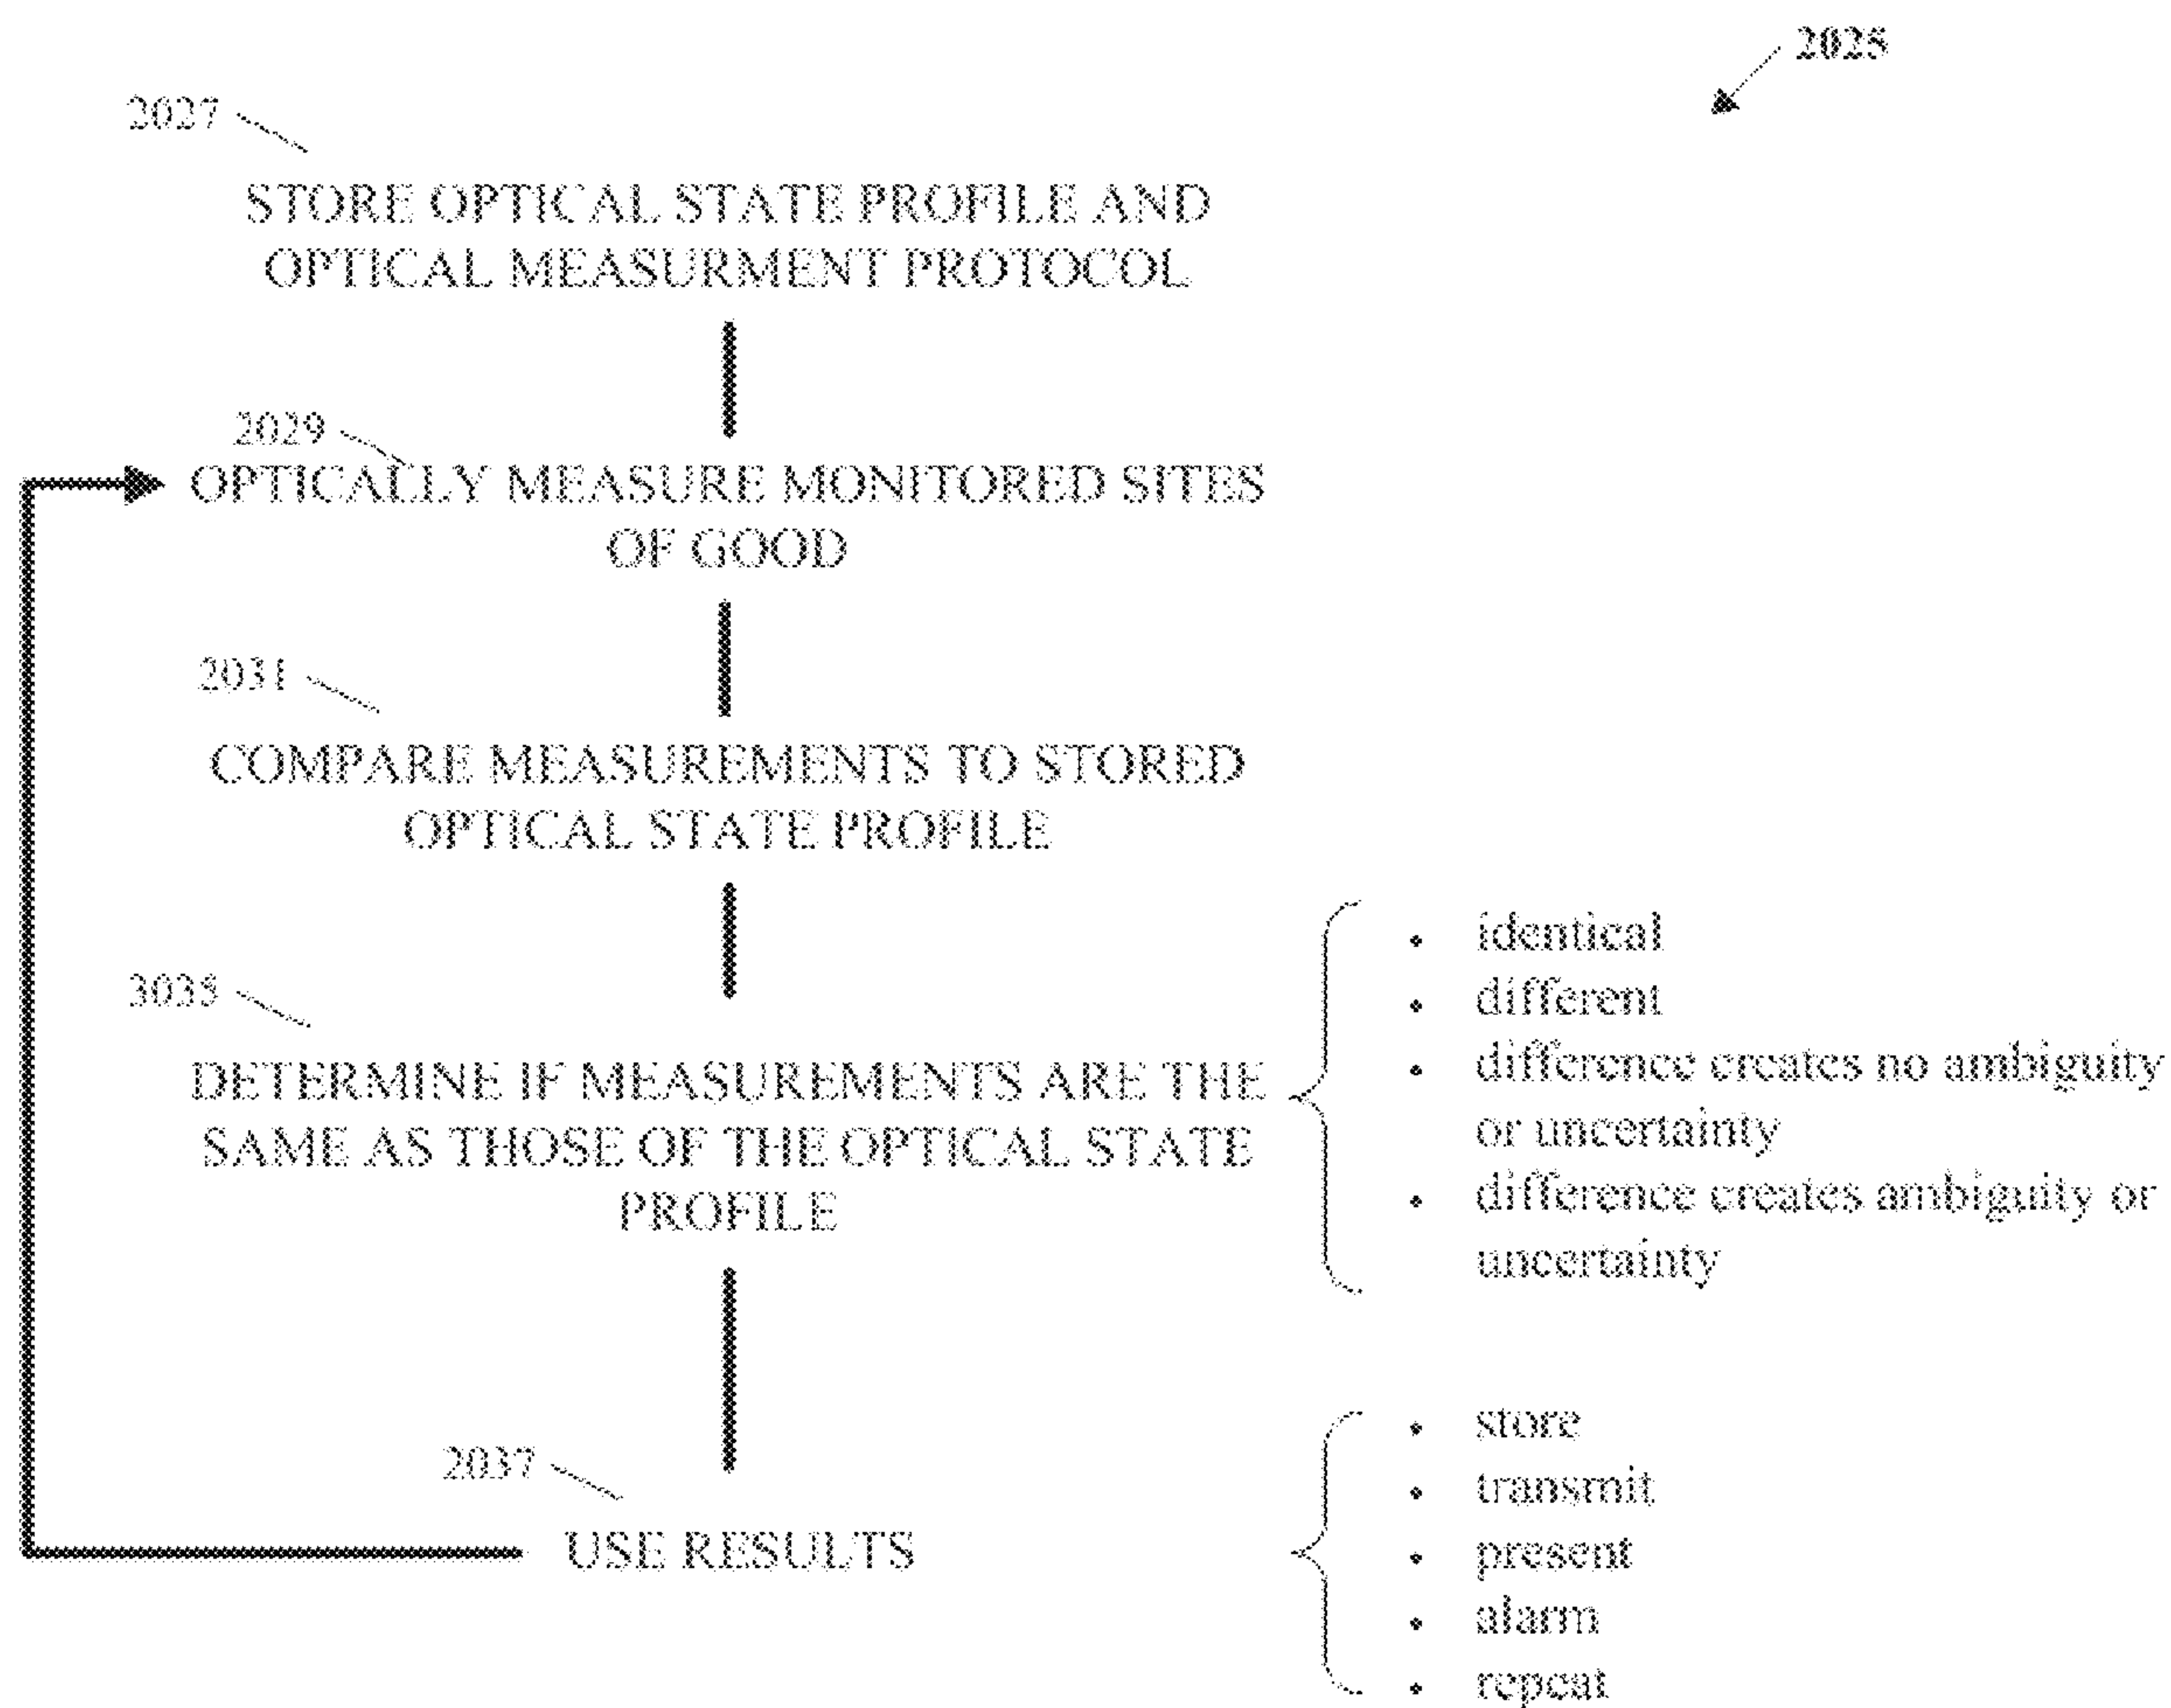 2025
2027
STORE OPTICAL STATE PROFILE AND
OPTICAL MEASURMENT PROTOCOL
2029
OPTICALLY MEASURE MONITORED SITES
OF GOOD
2031
COMPARE MEASUREMENTS TO STORED
OPTICAL STATE PROFILE
3035
DETERMINE IF MEASUREMENTS ARE THE
SAME AS THOSE OF THE OPTICAL STATE
PROFILE
• identical
• different
• difference creates no ambiguity
or uncertainty
• difference creates ambiguity or
uncertainty
2037
USE RESULTS
• store
• transmit
• present
• alarm
• repeat